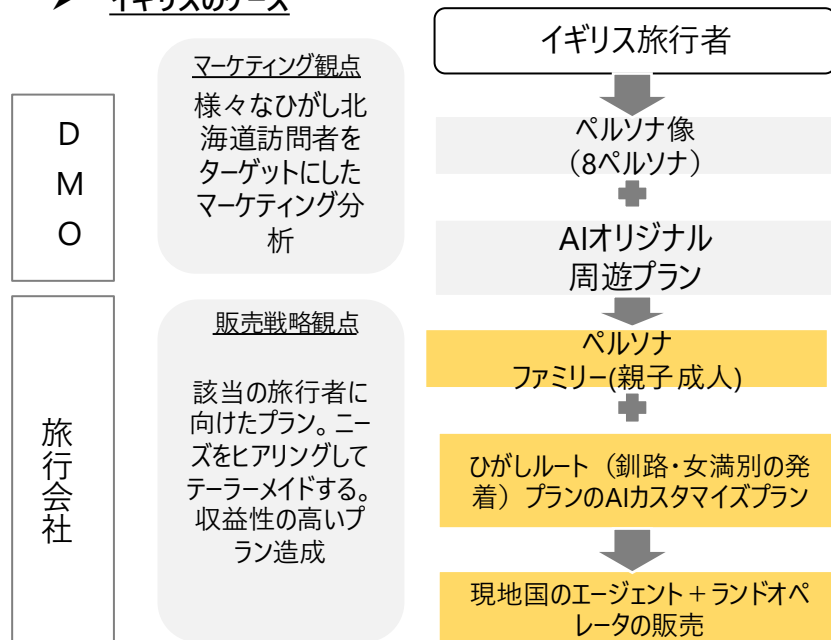 イギリスのケース
D
M
O
マーケティング観点
様々なひがし北
海道訪問者を
ターゲットにした
マーケティング分
析
旅
行
会
社
販売戦略観点
該当の旅行者に
向けたプラン。ニー
ズをヒアリングして
テーラーメイドする。
収益性の高いプ
ラン造成
イギリス旅行者
ペルソナ像
（8ペルソナ）
AIオリジナル
周遊プラン
ペルソナ
ファミリー(親子 成人)
ひがしルート（釧路・女満別の発
着）プランのAIカスタマイズプラン
現地国のエージェント＋ランドオペ
レータの販売